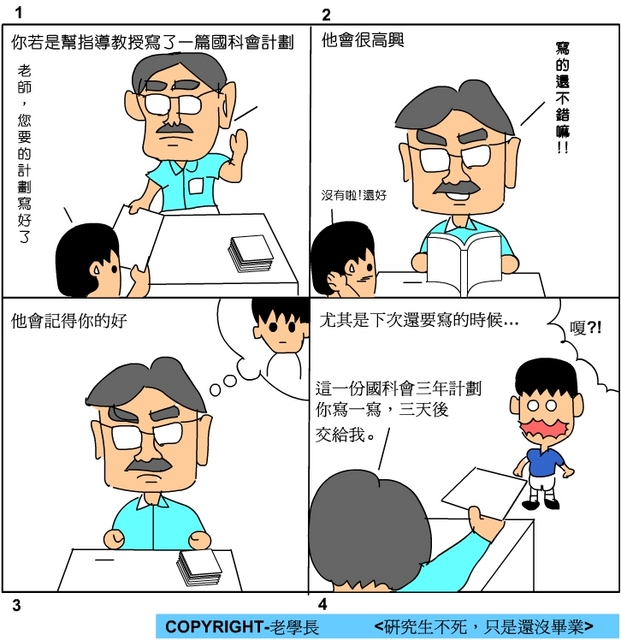 1
你若是幫指導教授寫了一篇國科會計劃
老師，您要的計劃寫好了
2
他會很高興
寫的還不錯嘛!!
沒有啦!還好
他會記得你的好
3
尤其是下次還要寫的時候...
嗄?!
這一份國科會三年計劃
你寫一寫，三天後
交給我。
4
COPYRIGHT-老學長 <研究生不死，只是還沒畢業>